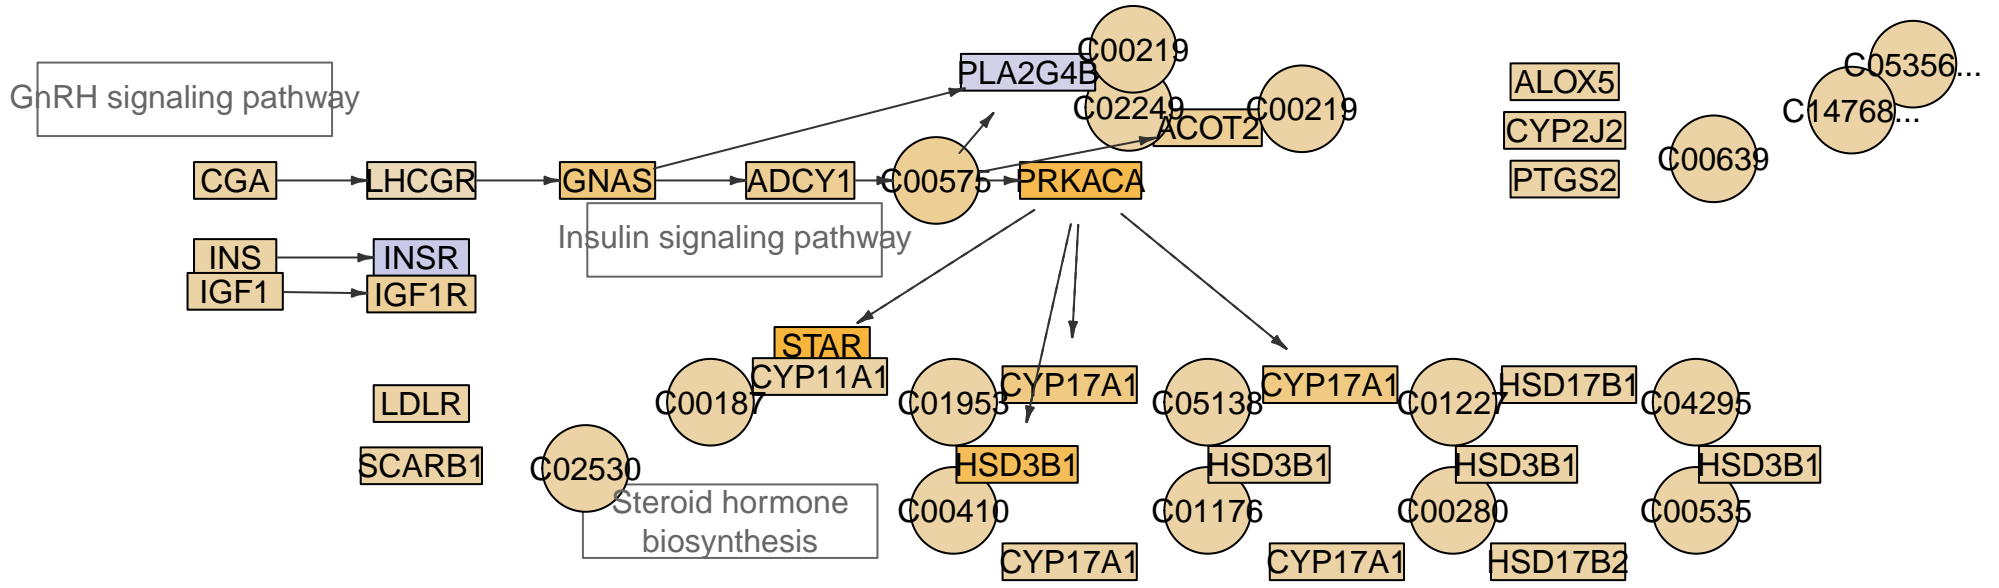 C00219
C05356...
PLA2G4B
ALOX5
GnRH signaling pathway
C02249
C00219
C14768...
ACOT2
CYP2J2
C00639
CGA
LHCGR
GNAS
ADCY1
C00575
PRKACA
PTGS2
Insulin signaling pathway
INS
INSR
IGF1
IGF1R
STAR
CYP11A1
CYP17A1
CYP17A1
HSD17B1
LDLR
C00187
C01953
C05138
C01227
C04295
SCARB1
C02530
HSD3B1
HSD3B1
HSD3B1
HSD3B1
Steroid hormone
biosynthesis
C00410
C01176
C00280
C00535
CYP17A1
CYP17A1
HSD17B2